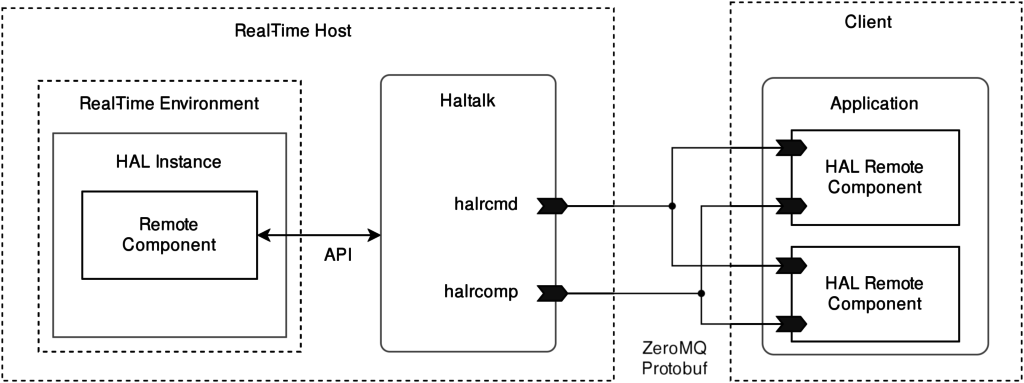 Real-Time Host
Client
Real-Time Environment
Haltalk
Application
HAL Instance
Remote
Component
API
halrcmd
halrcomp
HAL Remote
Component
HAL Remote
Component
ZeroMQ
Protobuf